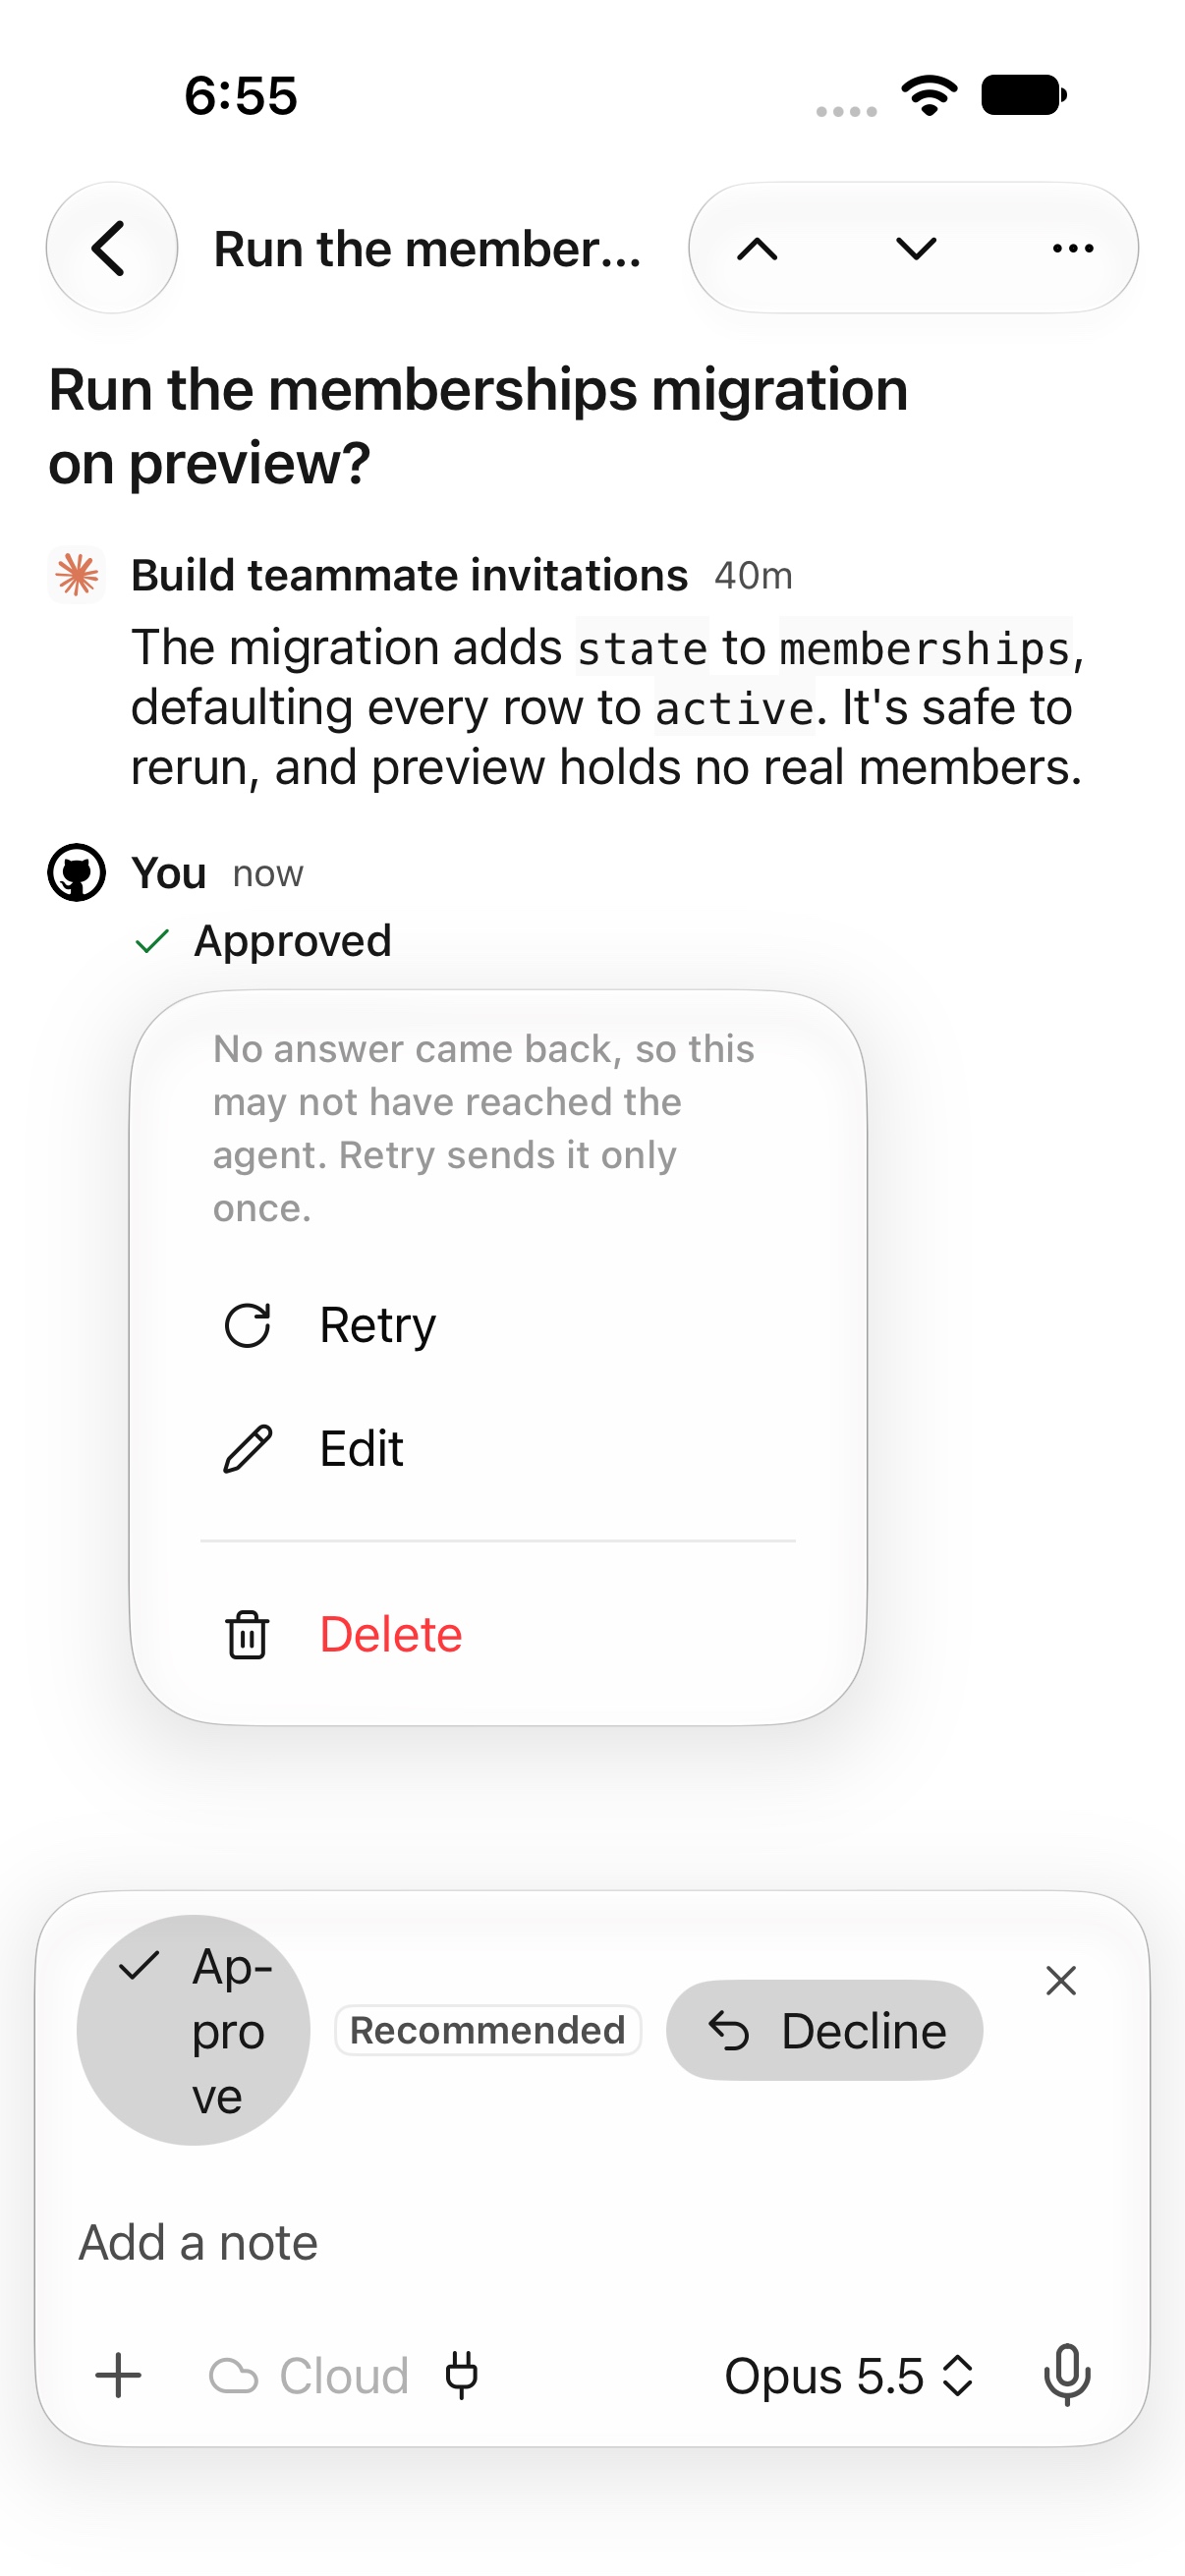 6:55
Run the member...
Run the memberships migration
on preview?
Build teammate invitations 40m
The migration adds state to memberships,
defaulting every row to active. It's safe to
rerun, and preview holds no real members.
You now
Approved
No answer came back, so this
may not have reached the
agent. Retry sends it only
once.
Retry
Edit
Delete
Ap-
pro
ve
Recommended
Decline
Add a note
Cloud
Opus 5.5